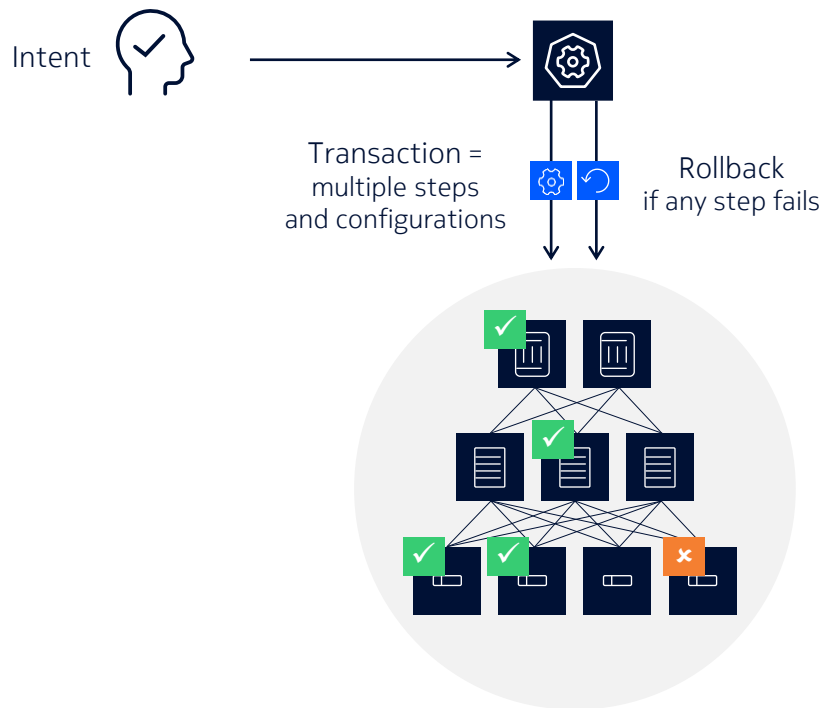 Intent
Transaction =
multiple steps
and configurations
Rollback
if any step fails